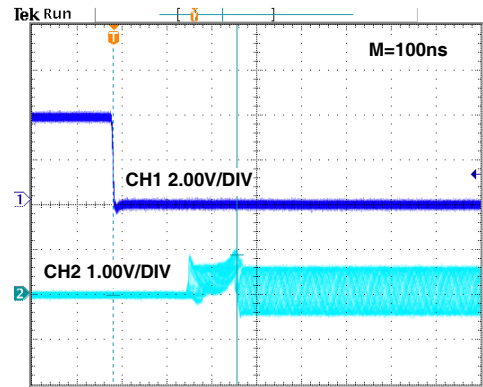 Tek Run
T
T
M=100ns
CH1 2.00V/DIV
1
CH2 1.00V/DIV
2